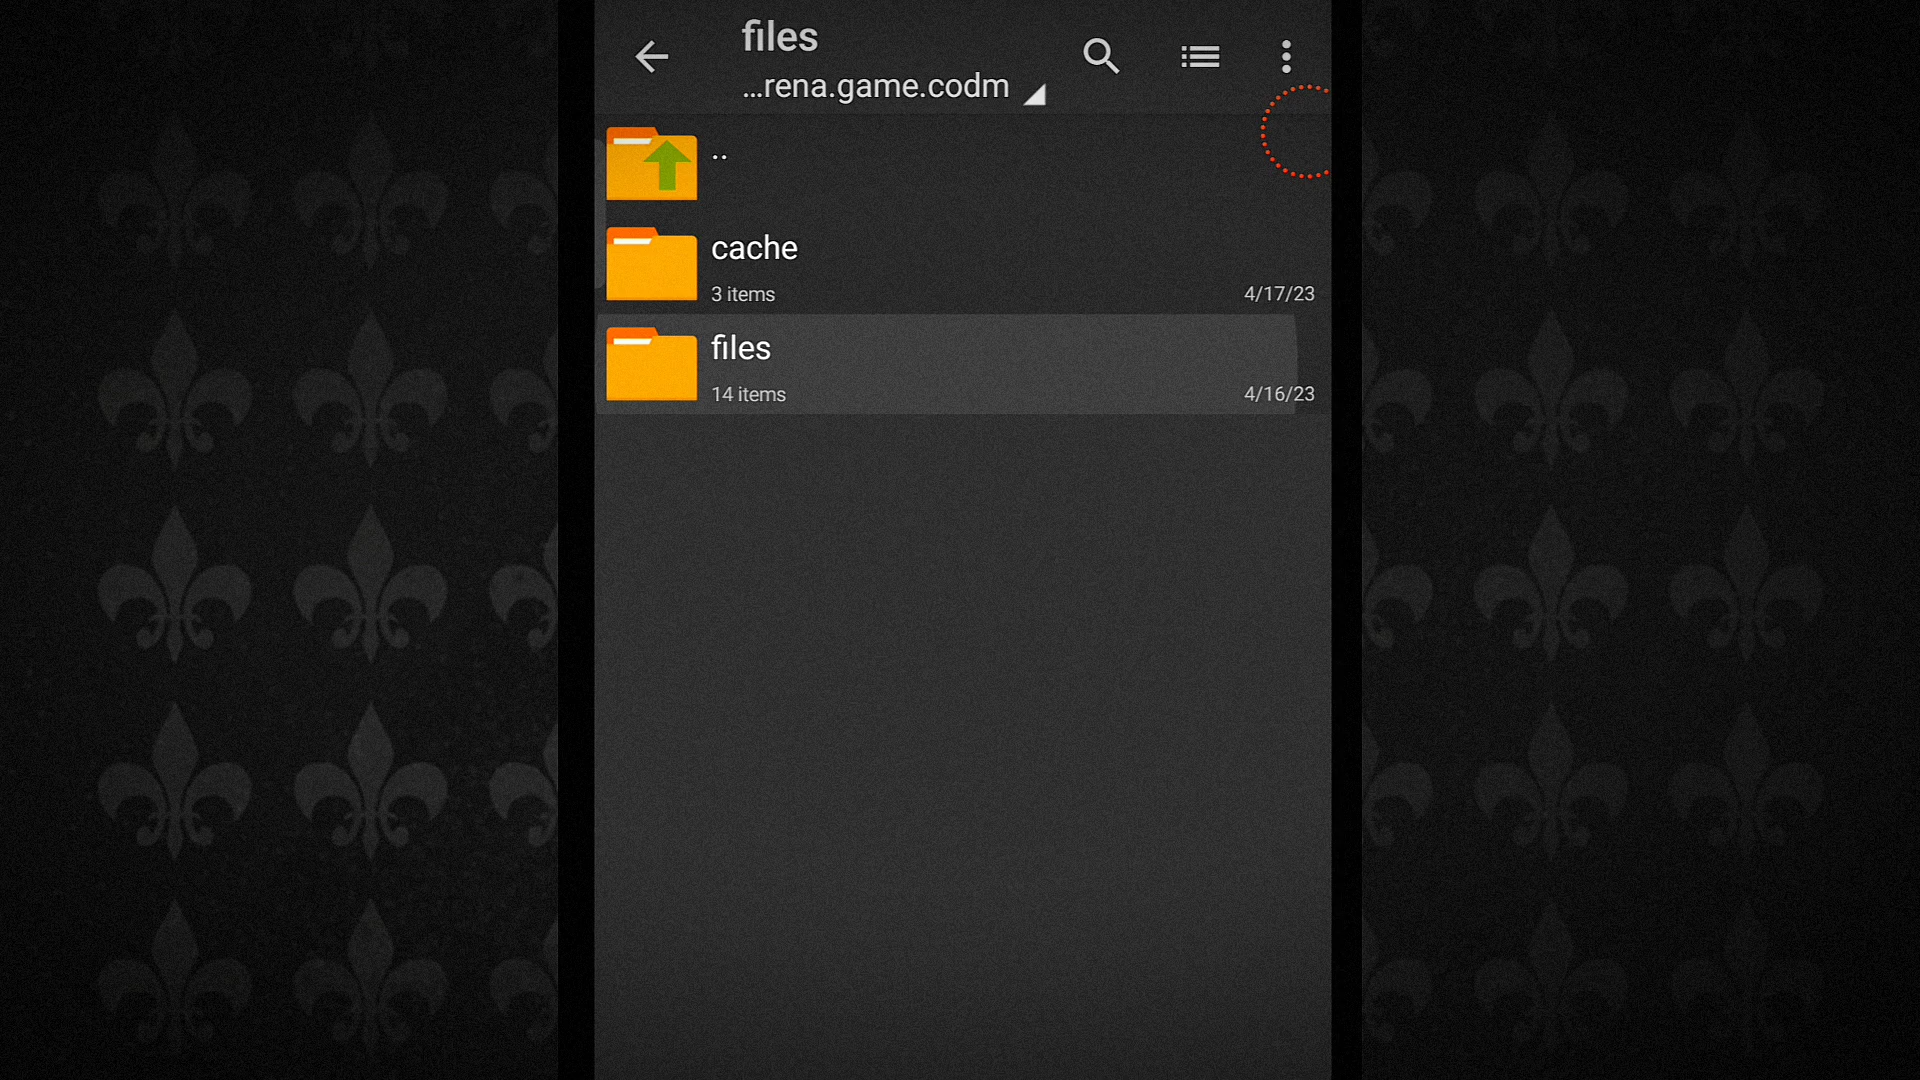 files
...rena.game.codm
..
cache
3 items
4/17/23
files
14 items
4/16/23